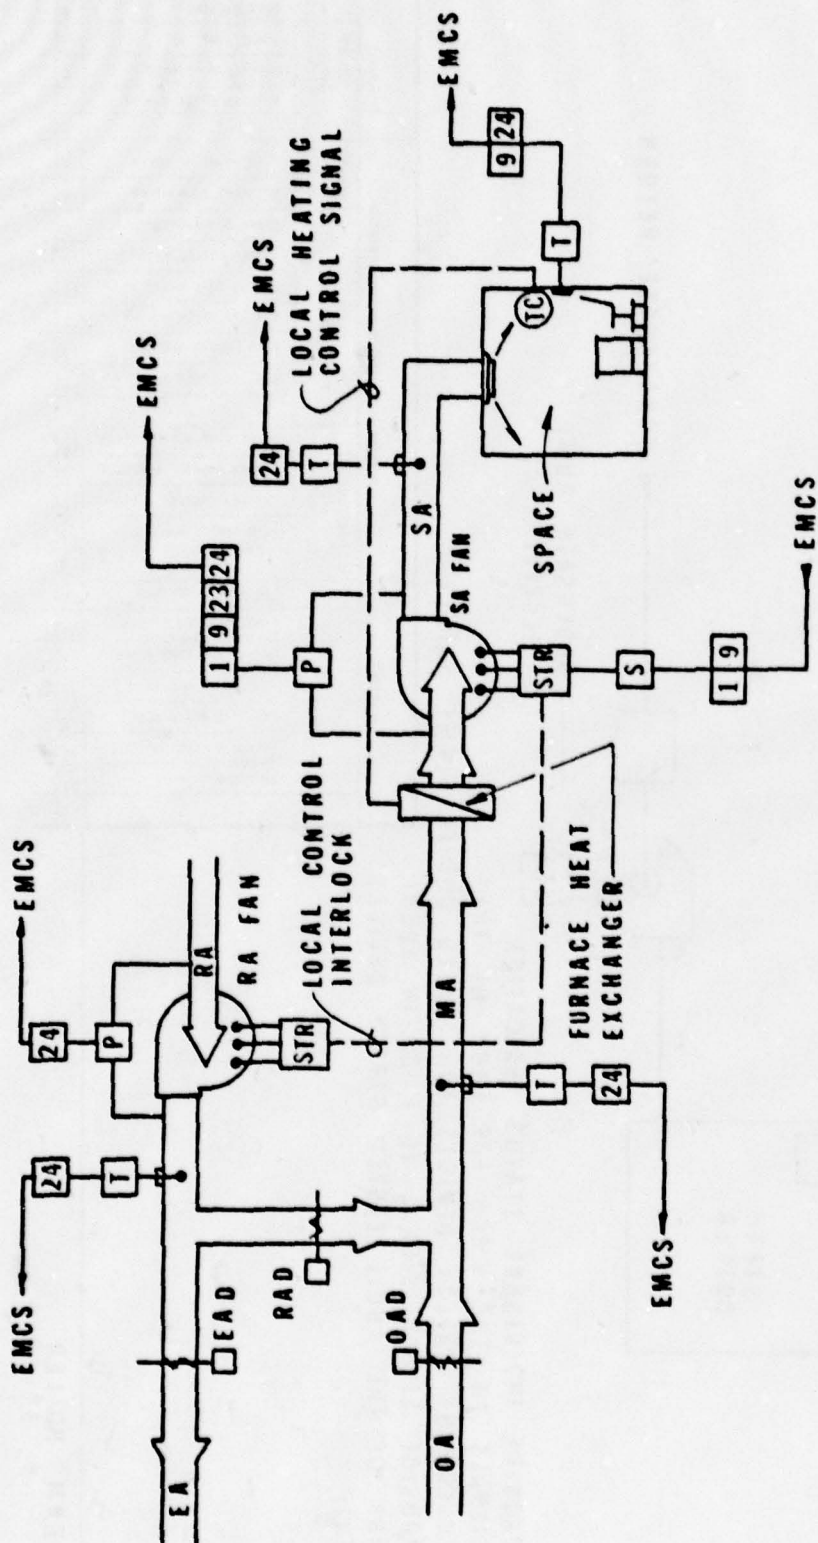 EMCS
24
T
EMCS
24
P
RA
RA FAN
STR
EA
EAD
RAD
OAD
OA
MA
T
24
EMCS
LOCAL CONTROL
INTERLOCK
FURNACE HEAT
EXCHANGER
EMCS
1 9 23 24
P
EMCS
24
T
SA
SA FAN
STR
S
1 9
EMCS
LOCAL HEATING
CONTROL SIGNAL
SPACE
TC
T
9 24
EMCS